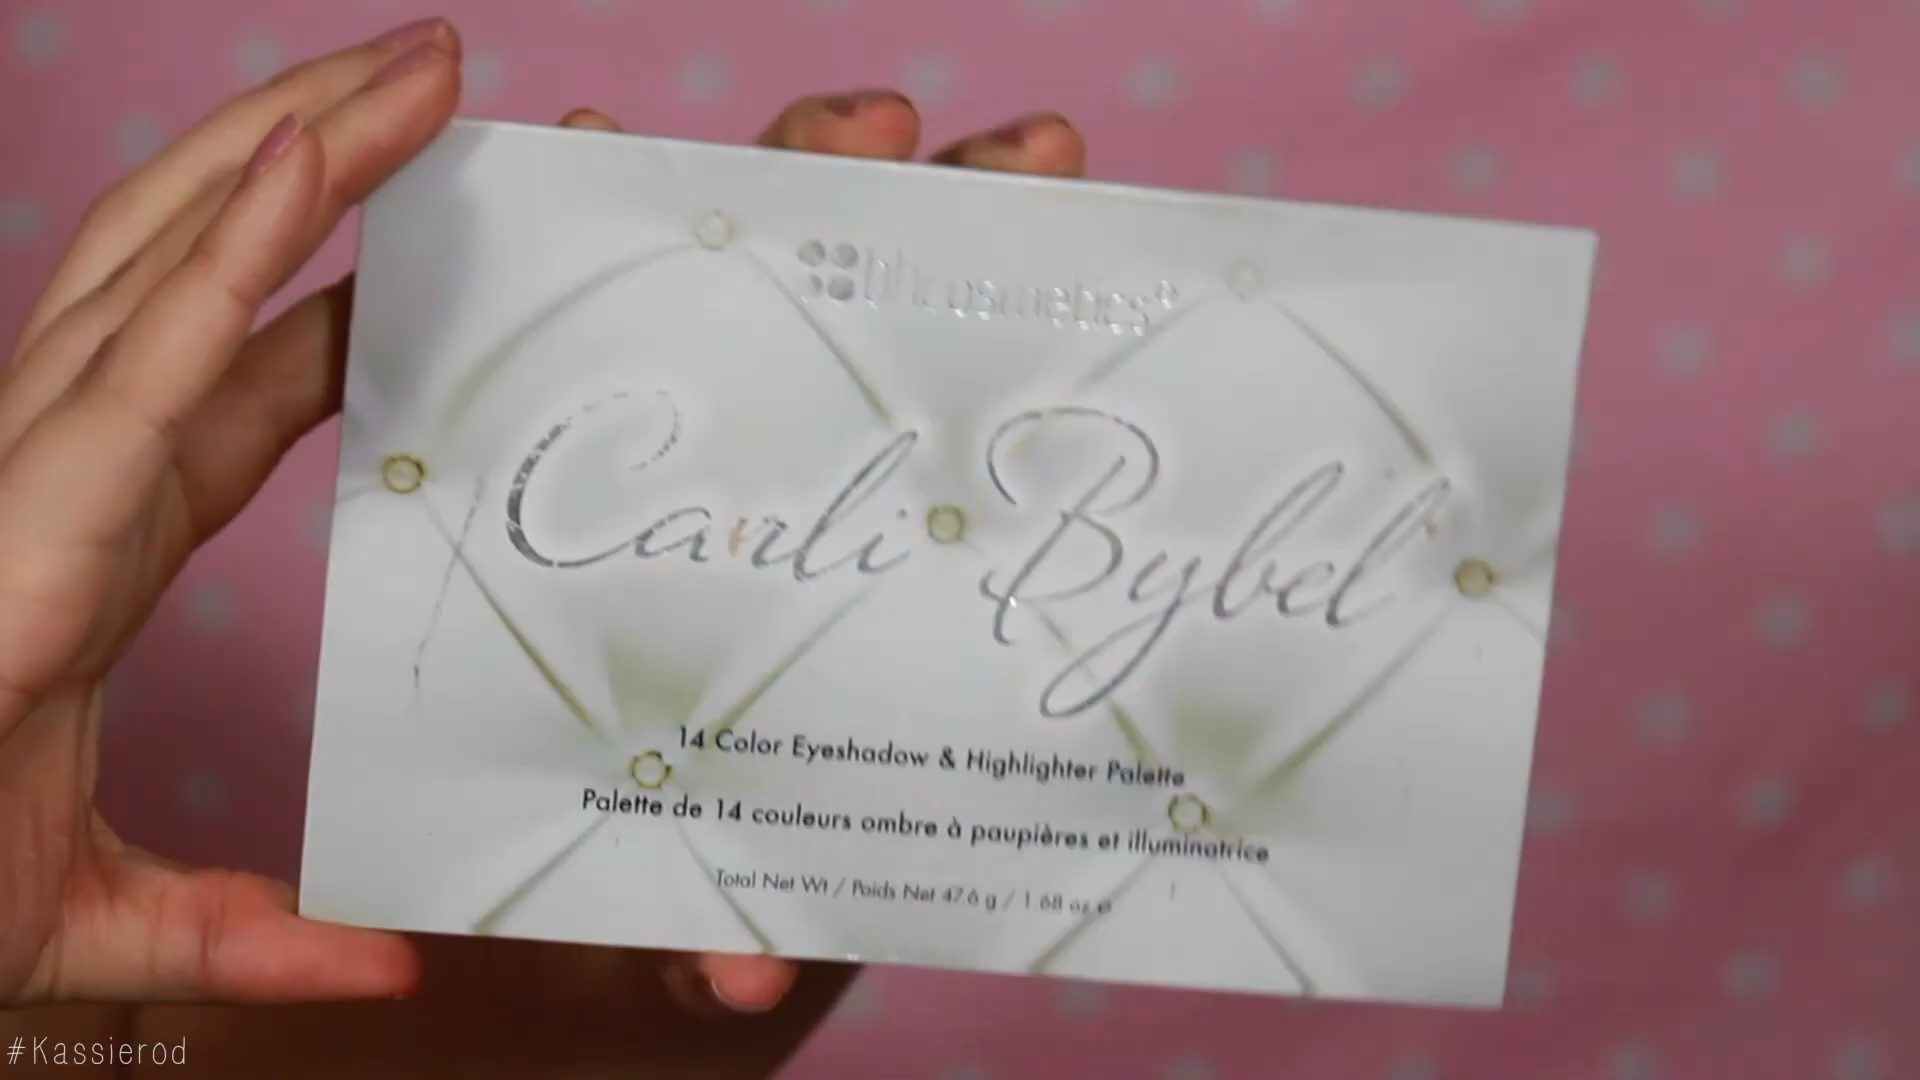 bhcosmetics®
Carli Bybel
14 Color Eyeshadow & Highlighter Palette
Palette de 14 couleurs ombre à paupières et illuminatrice
Total Net Wt / Poids Net 47.6 g / 1.68 oz e
#Kassierod